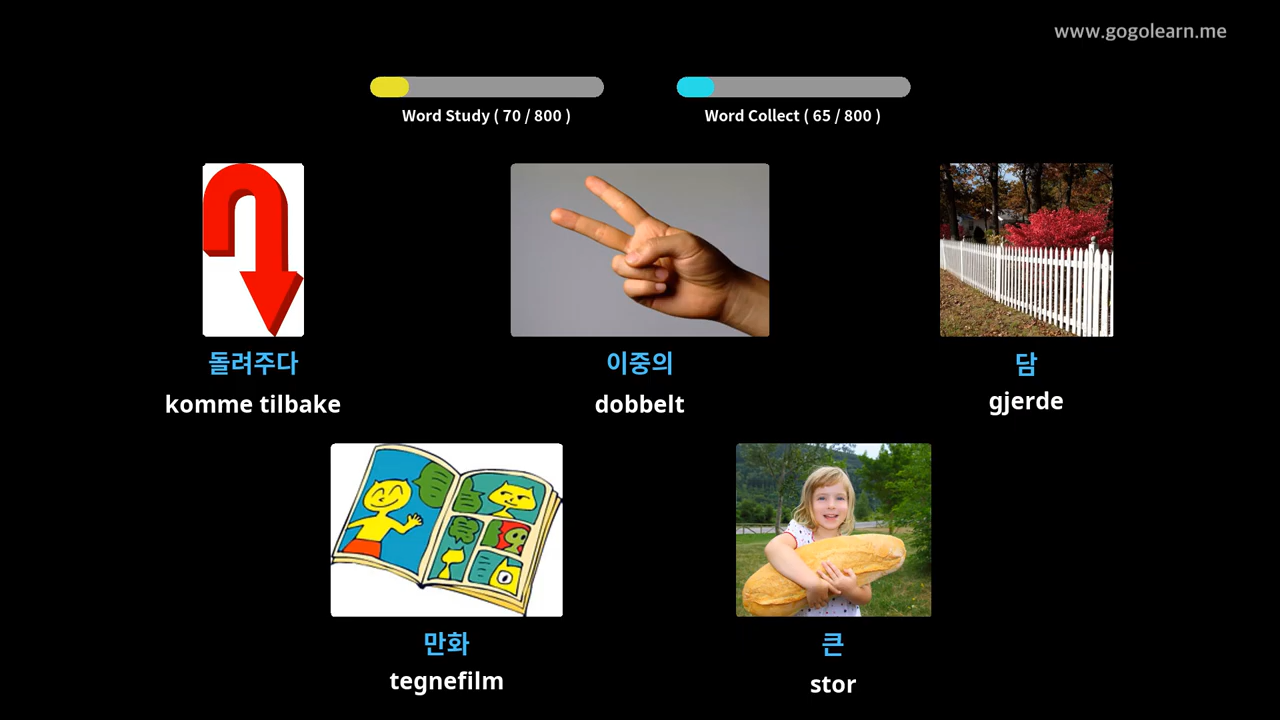 www.gogolearn.me
Word Study ( 70 / 800 )
Word Collect ( 65 / 800 )
돌려주다
komme tilbake
이중의
dobbelt
담
gjerde
만화
tegnefilm
큰
stor